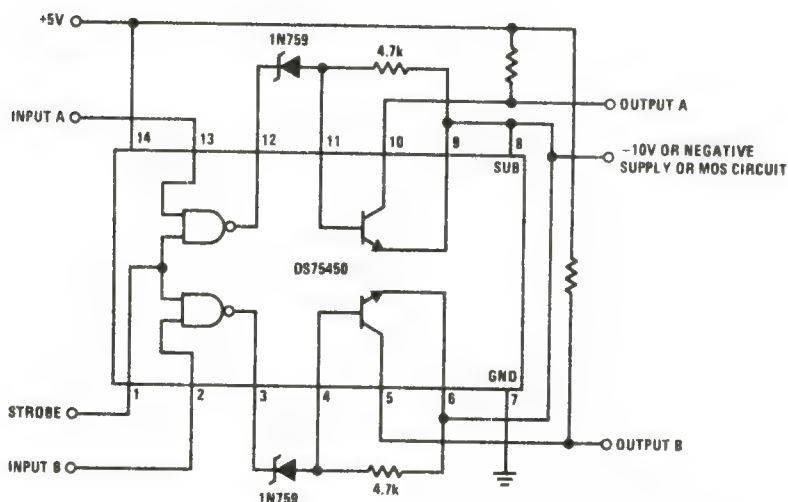 +5V
1N759
4.7k
OUTPUT A
INPUT A
14
13
12
11
10
9
8
SUB
-10V OR NEGATIVE
SUPPLY OR MOS CIRCUIT
DS75450
GND
1
2
3
4
5
6
7
STROBE
OUTPUT B
INPUT B
1N759
4.7k